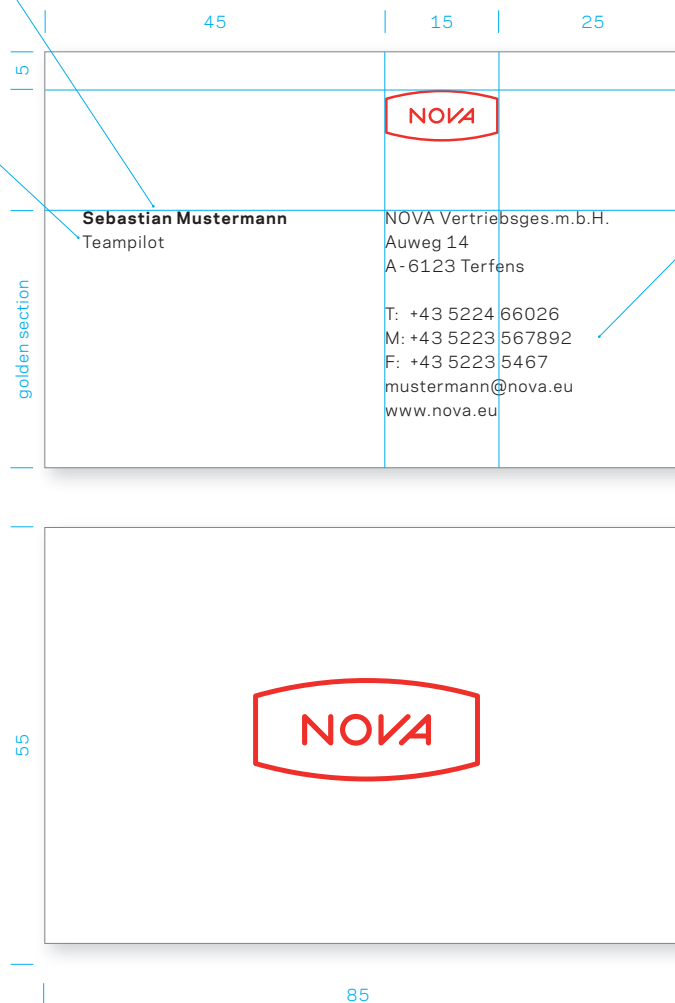 45 15 25
5
NOVA
Sebastian Mustermann
Teampilot
NOVA Vertriebsges.m.b.H.
Auweg 14
A-6123 Terfens
T: +43 5224 66026
M: +43 5223 567892
F: +43 5223 5467
mustermann@nova.eu
www.nova.eu
golden section
NOVA
55
85